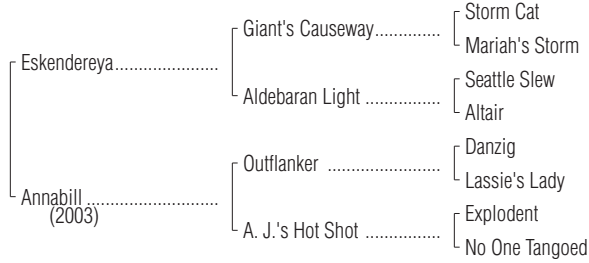 Storm Cat
Giant's Causeway..............
Mariah's Storm
Eskendereya......................
Seattle Slew
Aldebaran Light ................
Altair
Danzig
Outflanker ........................
Lassie's Lady
Annabill ............................
(2003)
Explodent
A. J.'s Hot Shot ................
No One Tangoed